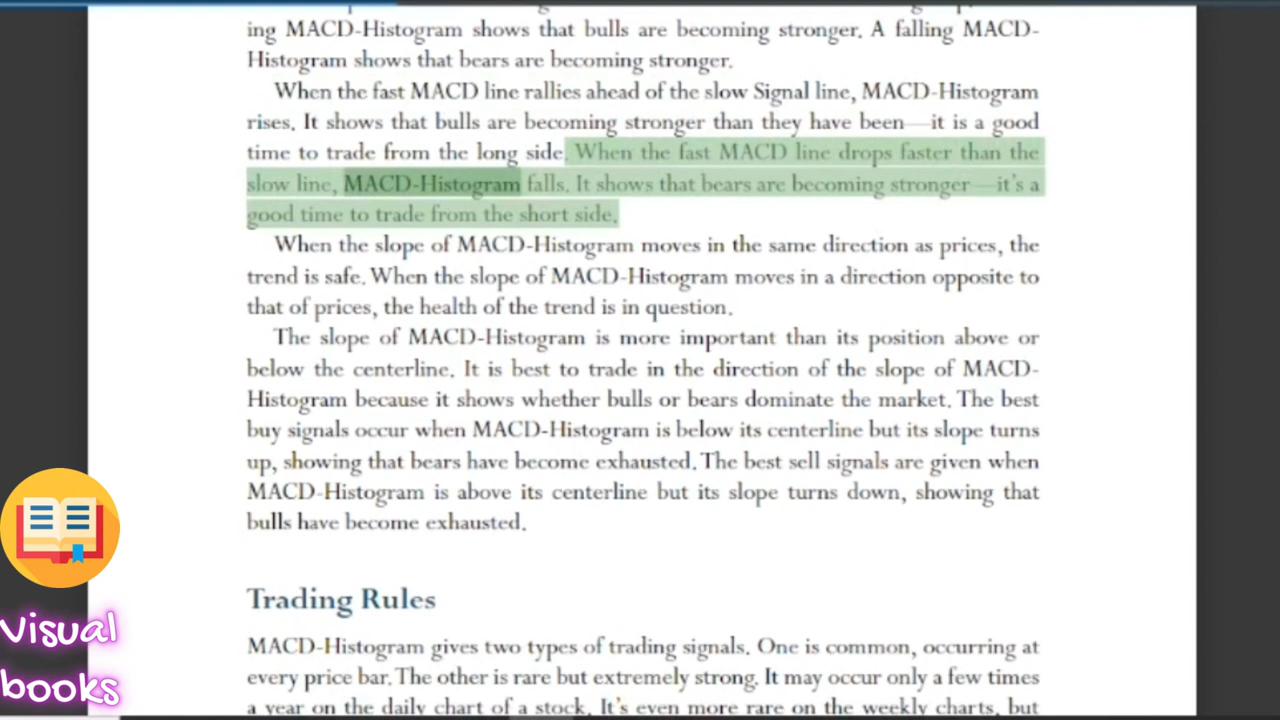 ing MACD-Histogram shows that bulls are becoming stronger. A falling MACD-
Histogram shows that bears are becoming stronger.
When the fast MACD line rallies ahead of the slow Signal line, MACD-Histogram
rises. It shows that bulls are becoming stronger than they have been—it is a good
time to trade from the long side. When the fast MACD line drops faster than the
slow line, MACD-Histogram falls. It shows that bears are becoming stronger—it's a
good time to trade from the short side.
When the slope of MACD-Histogram moves in the same direction as prices, the
trend is safe. When the slope of MACD-Histogram moves in a direction opposite to
that of prices, the health of the trend is in question.
The slope of MACD-Histogram is more important than its position above or
below the centerline. It is best to trade in the direction of the slope of MACD-
Histogram because it shows whether bulls or bears dominate the market. The best
buy signals occur when MACD-Histogram is below its centerline but its slope turns
up, showing that bears have become exhausted. The best sell signals are given when
MACD-Histogram is above its centerline but its slope turns down, showing that
bulls have become exhausted.
Trading Rules
MACD-Histogram gives two types of trading signals. One is common, occurring at
every price bar. The other is rare but extremely strong. It may occur only a few times
a year on the daily chart of a stock. It's even more rare on the weekly charts, but
Visual
books